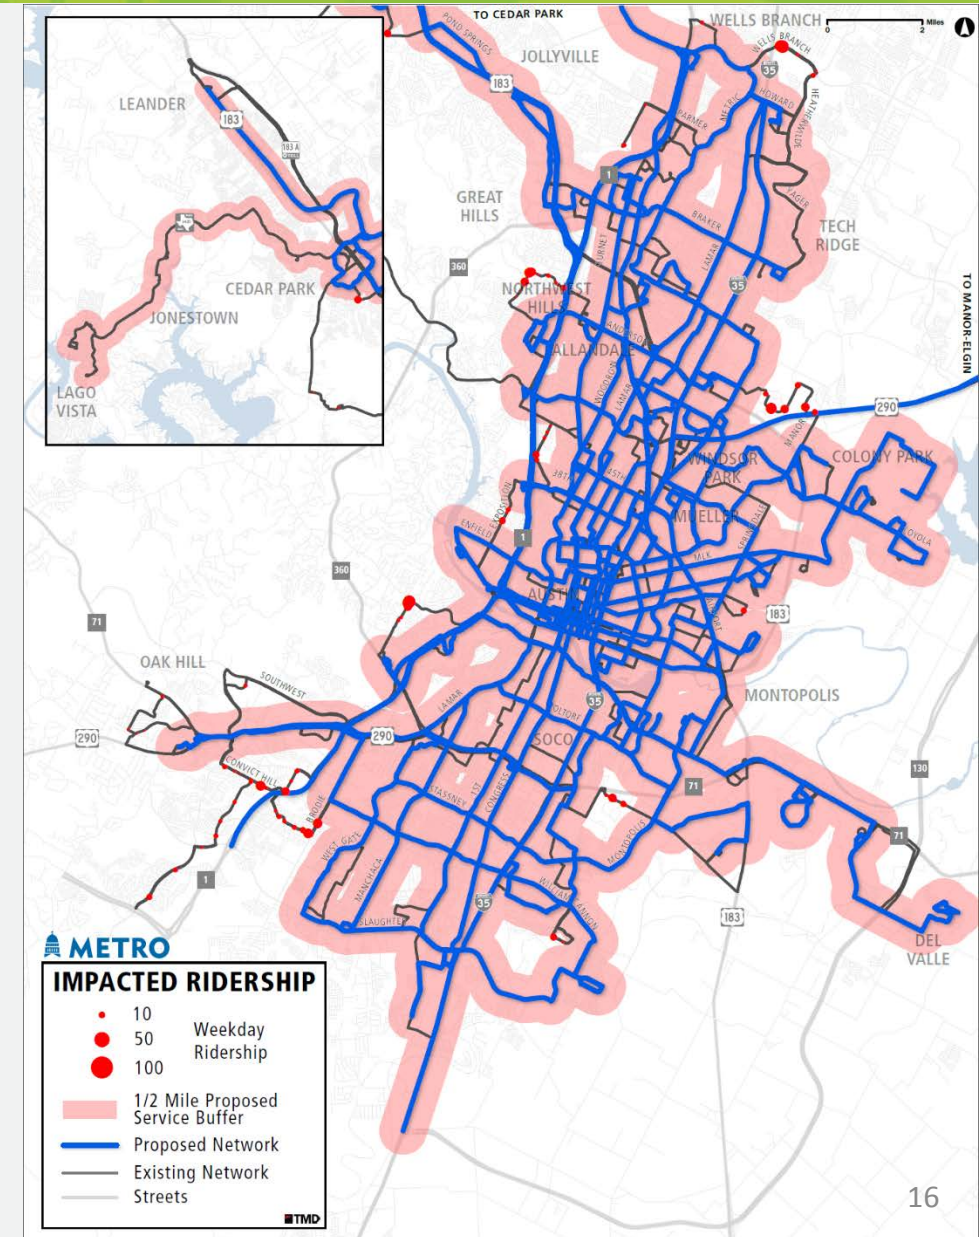 TO CEDAR PARK
WELLS BRANCH
Miles
0
2
POND SPRINGS
JOLLYVILLE
WELLS BRANCH
35
183
HOWARD
HEATHERWILDE
METRIC
PARMER
LEANDER
183
183 A
1
GREAT
HILLS
YAGER
BRAKER
TECH
RIDGE
BURNET
LAMAR
360
35
CEDAR PARK
JONESTOWN
LAGO
VISTA
NORTHWEST
HILLS
TO MANOR-ELGIN
ANDERSON
ALLANDALE
WOODROW
LAMAR
290
MANOR
COLONY PARK
WINDSOR
PARK
38TH
45TH
EXPOSITION
MUELLER
SPRINGDALE
LOYOLA
ENFIELD
1
MLK
360
AUSTIN
AIRPORT
183
71
OAK HILL
SOUTHWEST
MONTOPOLIS
LAMAR
35
290
290
OLTORF
SOCO
130
CONVICT HILL
71
BRODIE
STASSNEY
1ST
CONGRESS
MONTOPOLIS
71
WEST GATE
MANCHACA
1
WILLIAM CANNON
35
SLAUGHTER
183
DEL
VALLE
METRO
IMPACTED RIDERSHIP
10
50
100
Weekday
Ridership
1/2 Mile Proposed
Service Buffer
Proposed Network
Existing Network
Streets
TMD
16